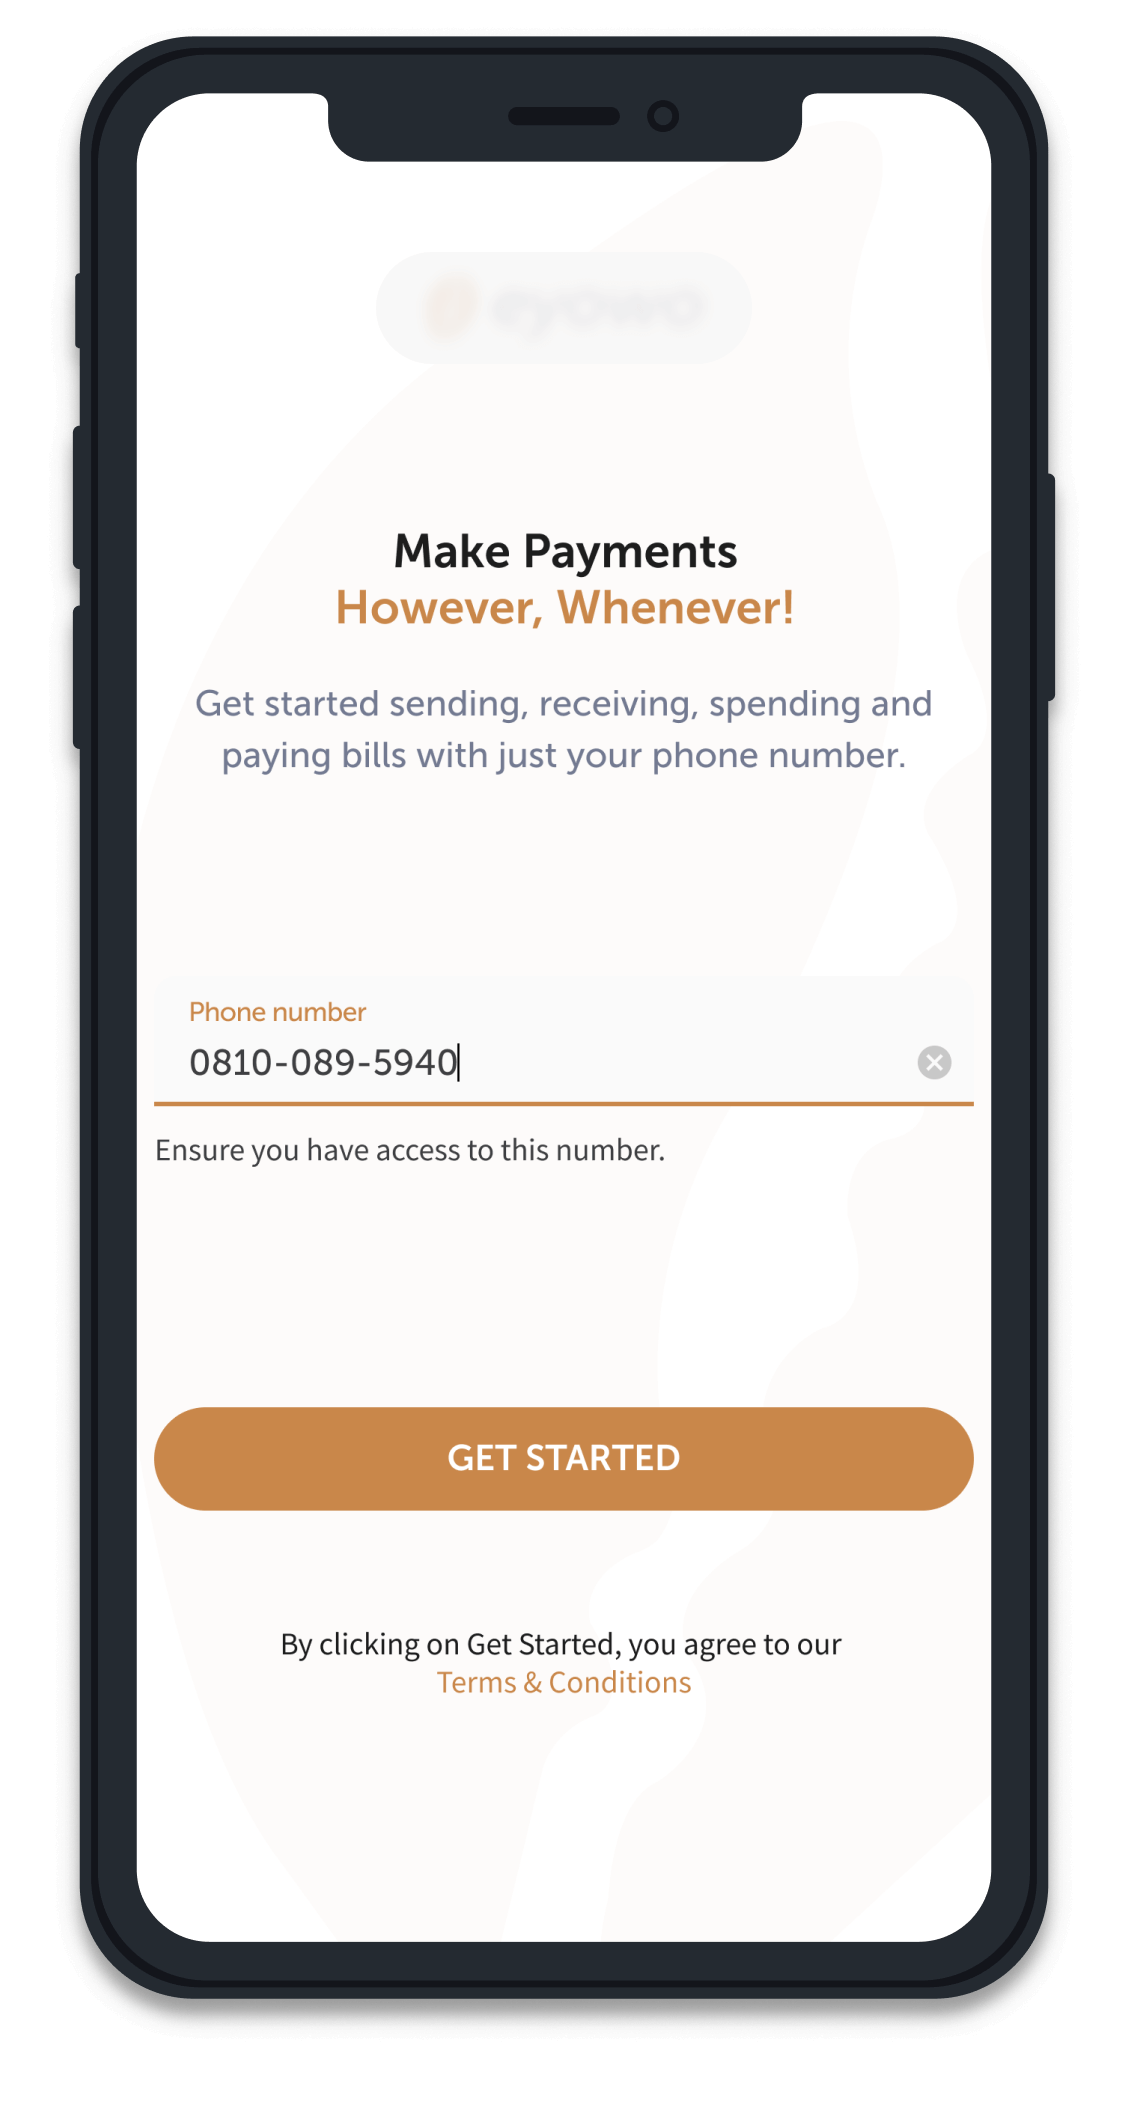 eyowo
Make Payments
However, Whenever!
Get started sending, receiving, spending and
paying bills with just your phone number.
Phone number
0810-089-5940
Ensure you have access to this number.
GET STARTED
By clicking on Get Started, you agree to our
Terms & Conditions